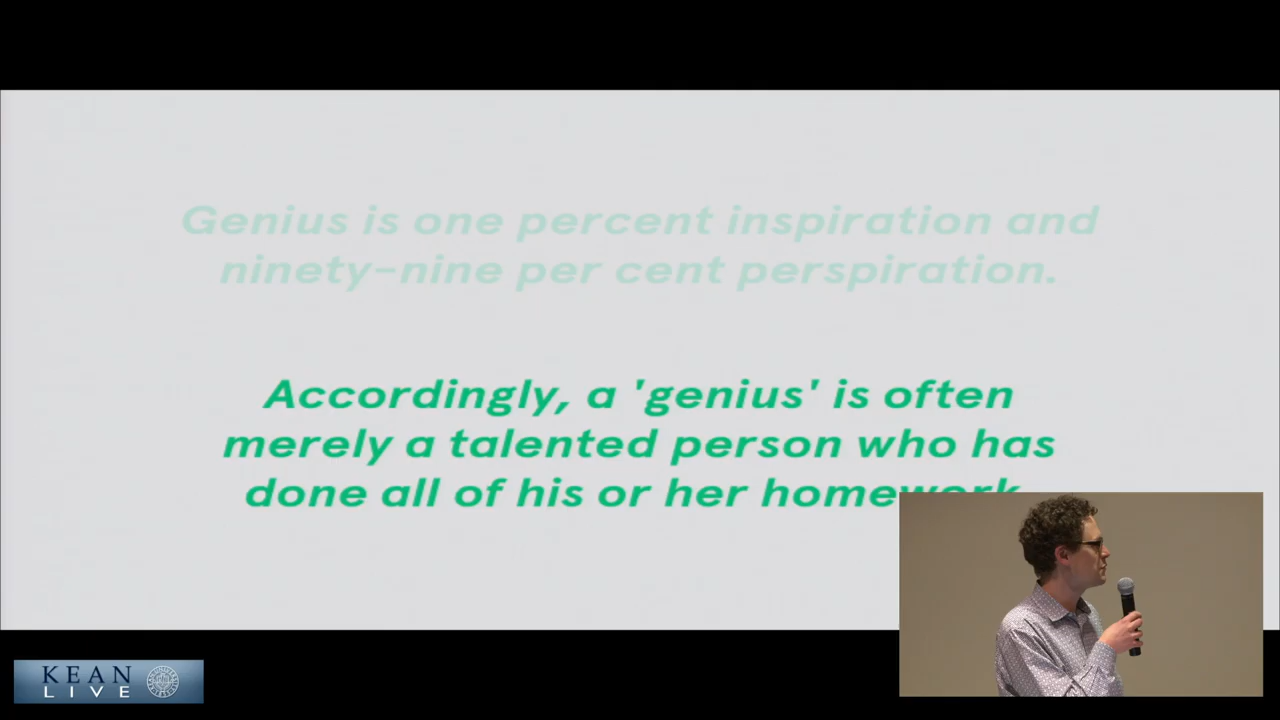 Genius is one percent inspiration and
ninety-nine per cent perspiration.
Accordingly, a 'genius' is often
merely a talented person who has
done all of his or her homework
KEAN
LIVE